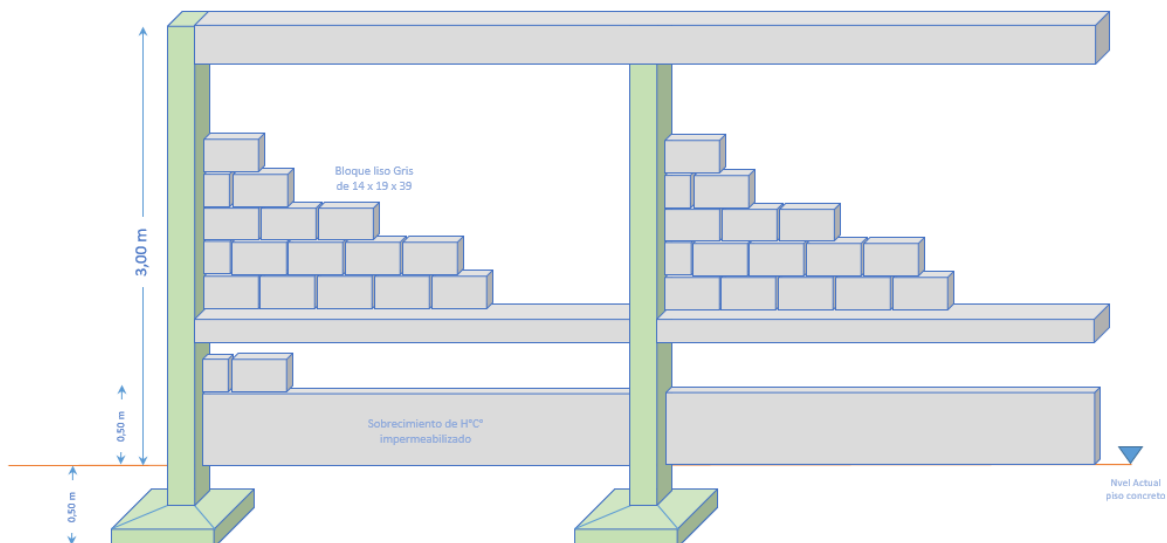 Bloque liso Gris
de 14 x 19 x 39
3,00 m
0,50 m
Sobrecimiento de H°C°
impermeabilizado
0,50 m
Nvel Actual
piso concreto